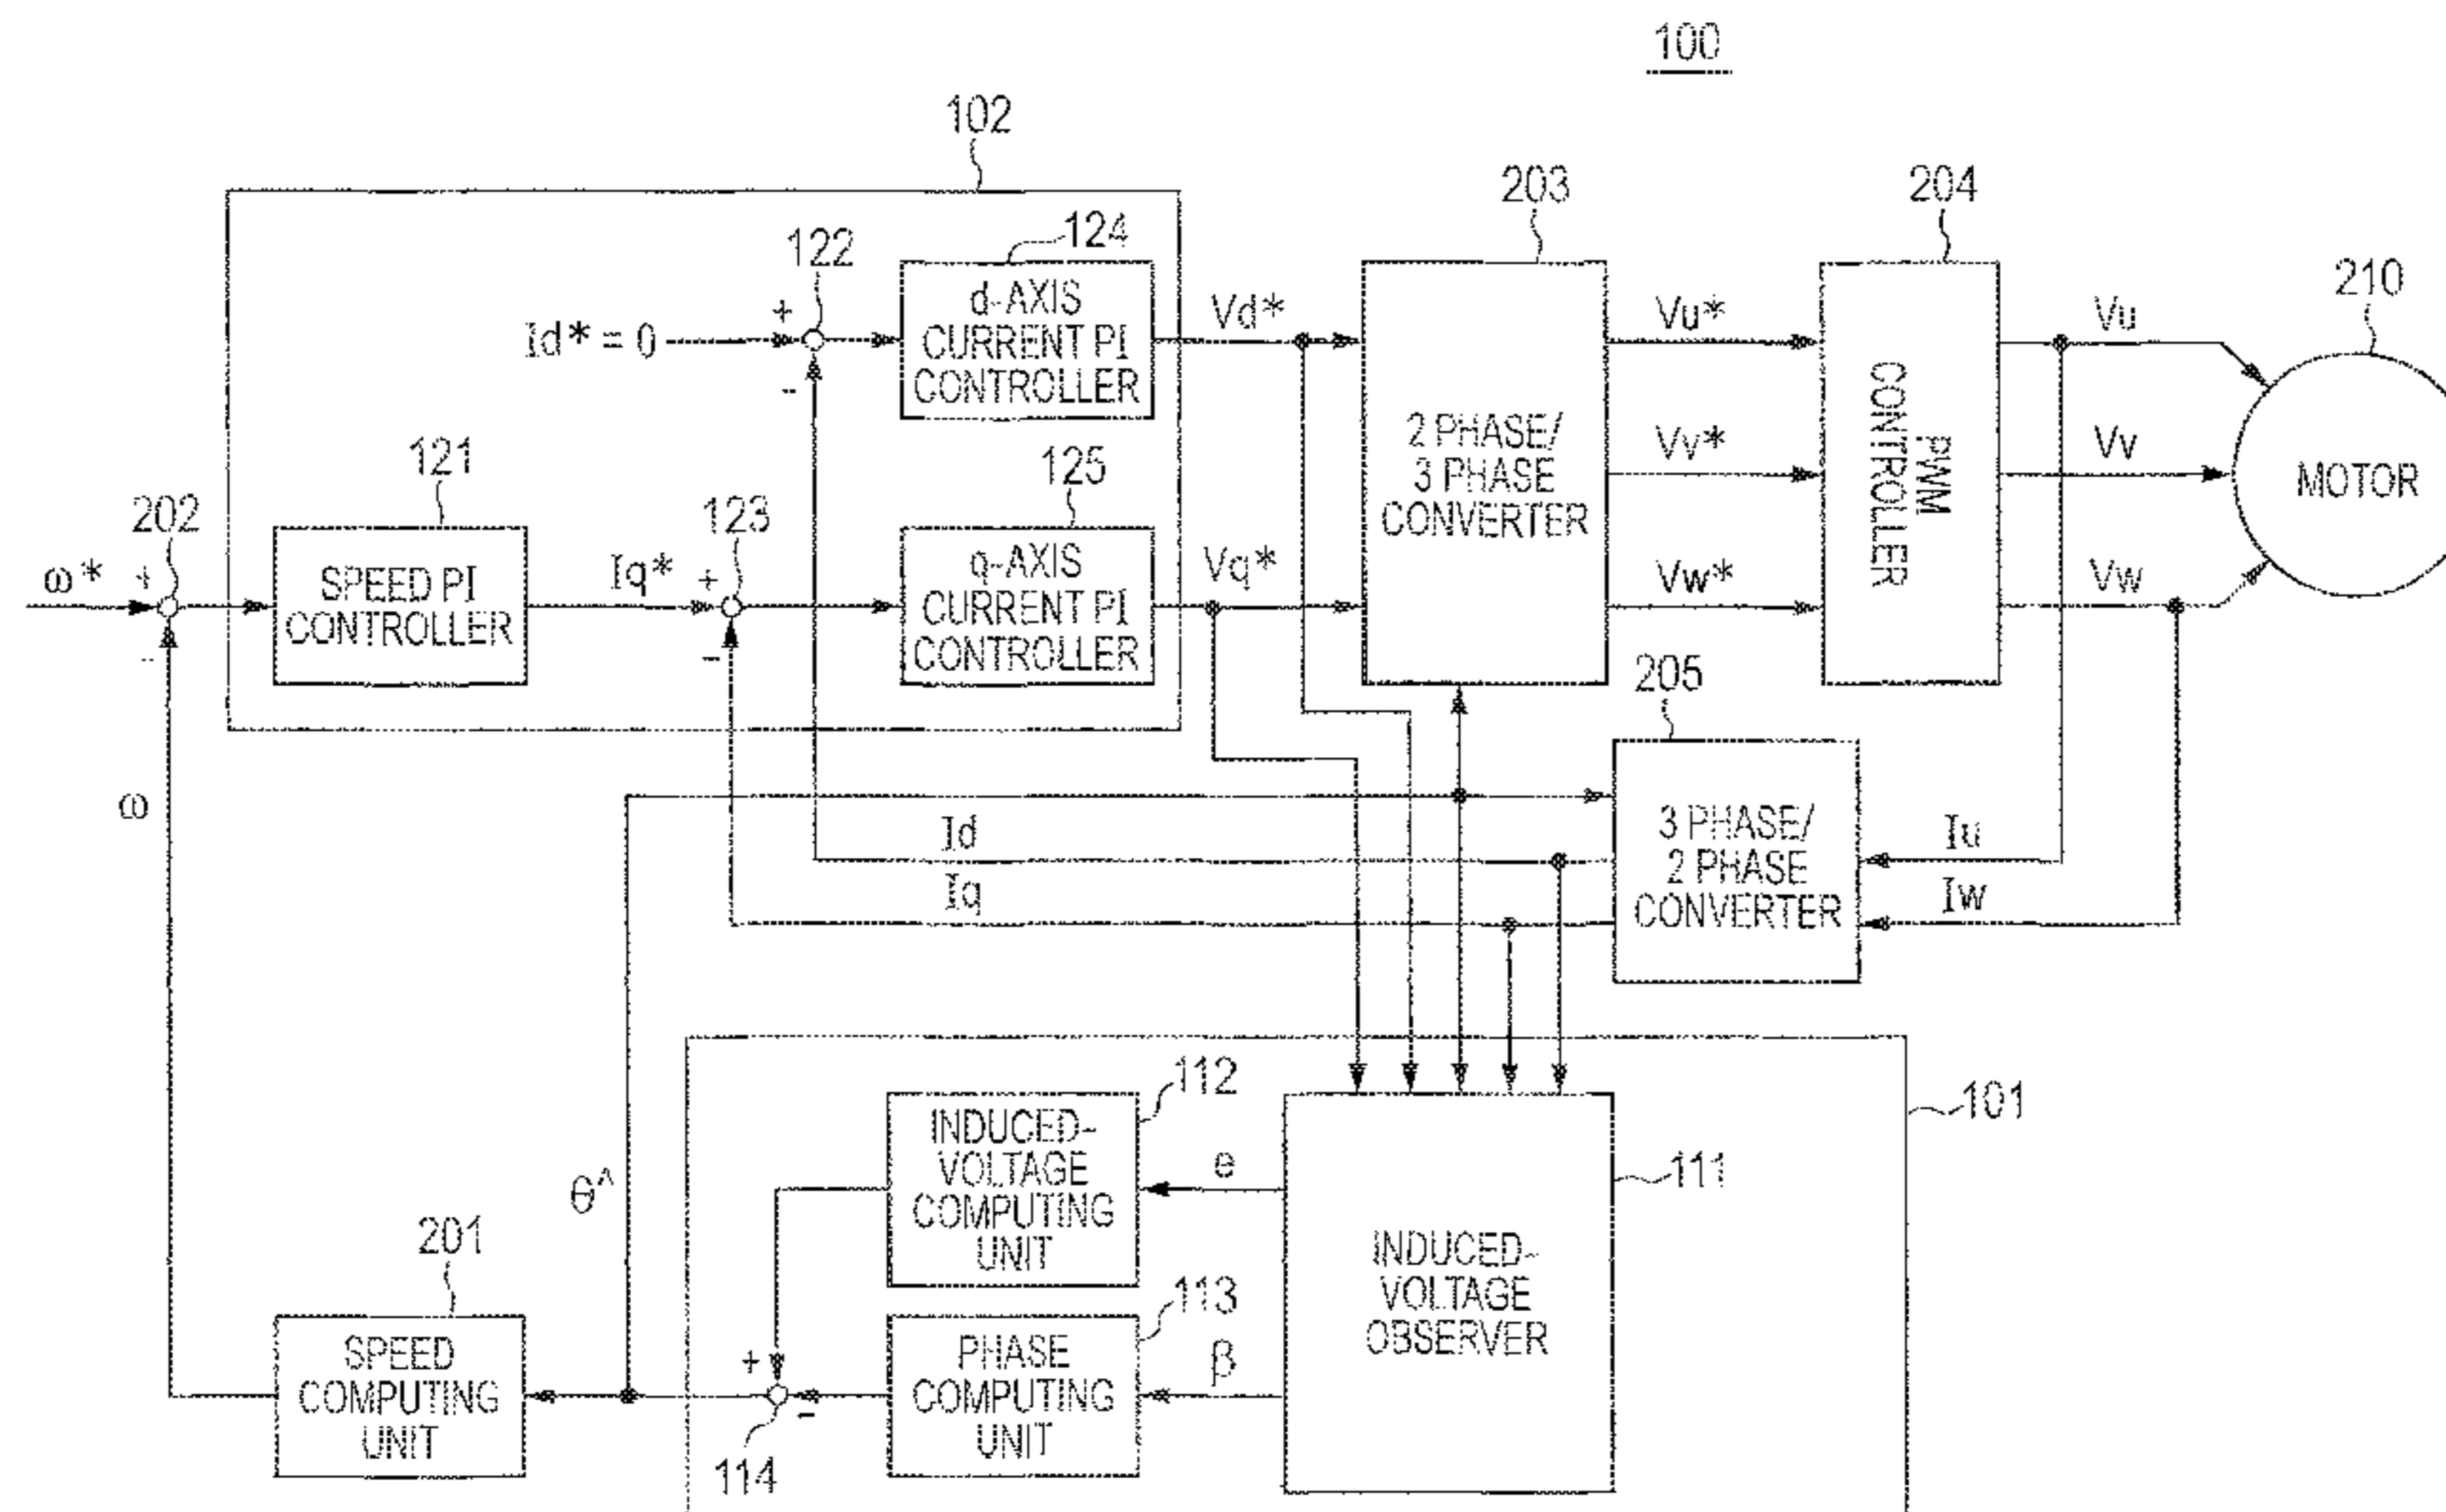 100
102
203
204
210
122
124
d-AXIS
CURRENT PI
CONTROLLER
Id* = 0
+
-
Vd*
Vu*
Vu
2 PHASE/
3 PHASE
CONVERTER
Vv*
PWM
CONTROLLER
Vv
MOTOR
202
121
123
125
ω*
+
-
SPEED PI
CONTROLLER
Iq*
+
-
q-AXIS
CURRENT PI
CONTROLLER
Vq*
Vw*
Vw
205
ω
Id
Iq
3 PHASE/
2 PHASE
CONVERTER
Iu
Iw
101
112
INDUCED-
VOLTAGE
COMPUTING
UNIT
e
111
INDUCED-
VOLTAGE
OBSERVER
θ^
201
SPEED
COMPUTING
UNIT
+
-
114
113
PHASE
COMPUTING
UNIT
β